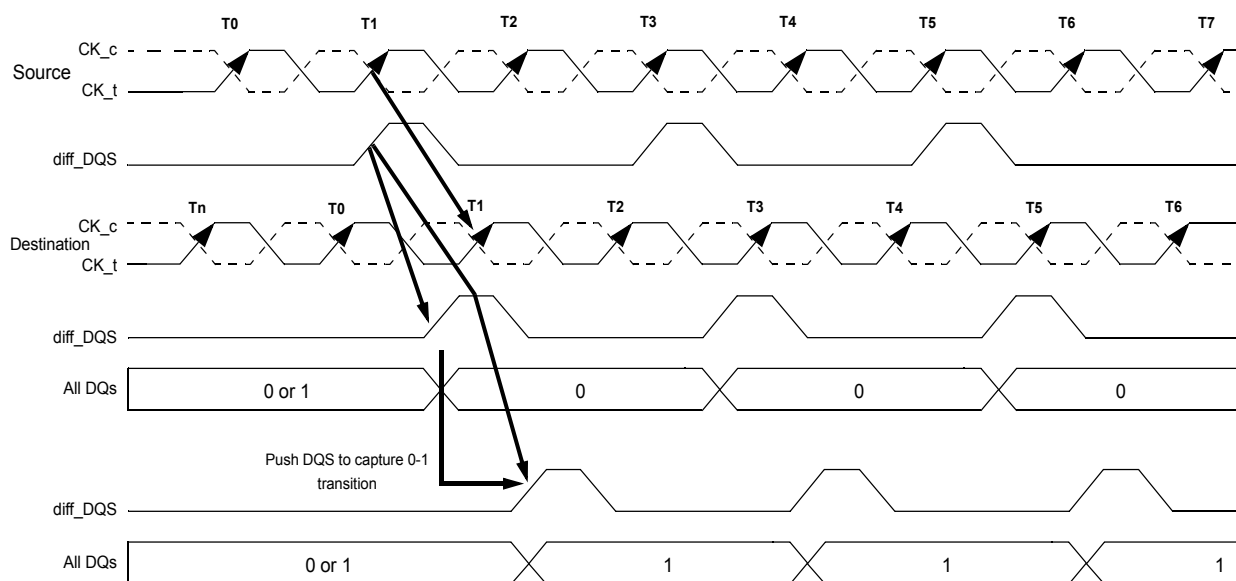 T0 T1 T2 T3 T4 T5 T6 T7
CK_c
Source
CK_t
diff_DQS
Tn T0 T1 T2 T3 T4 T5 T6
CK_c
Destination
CK_t
diff_DQS
All DQs 0 or 1 0 0 0
Push DQS to capture 0-1
transition
diff_DQS
All DQs 0 or 1 1 1 1